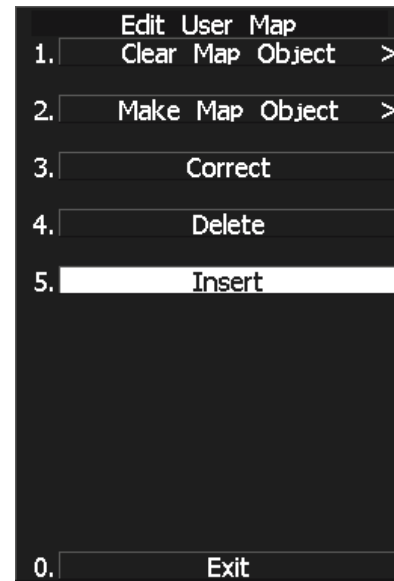 Edit User Map
1. Clear Map Object >
2. Make Map Object >
3. Correct
4. Delete
5. Insert
0. Exit